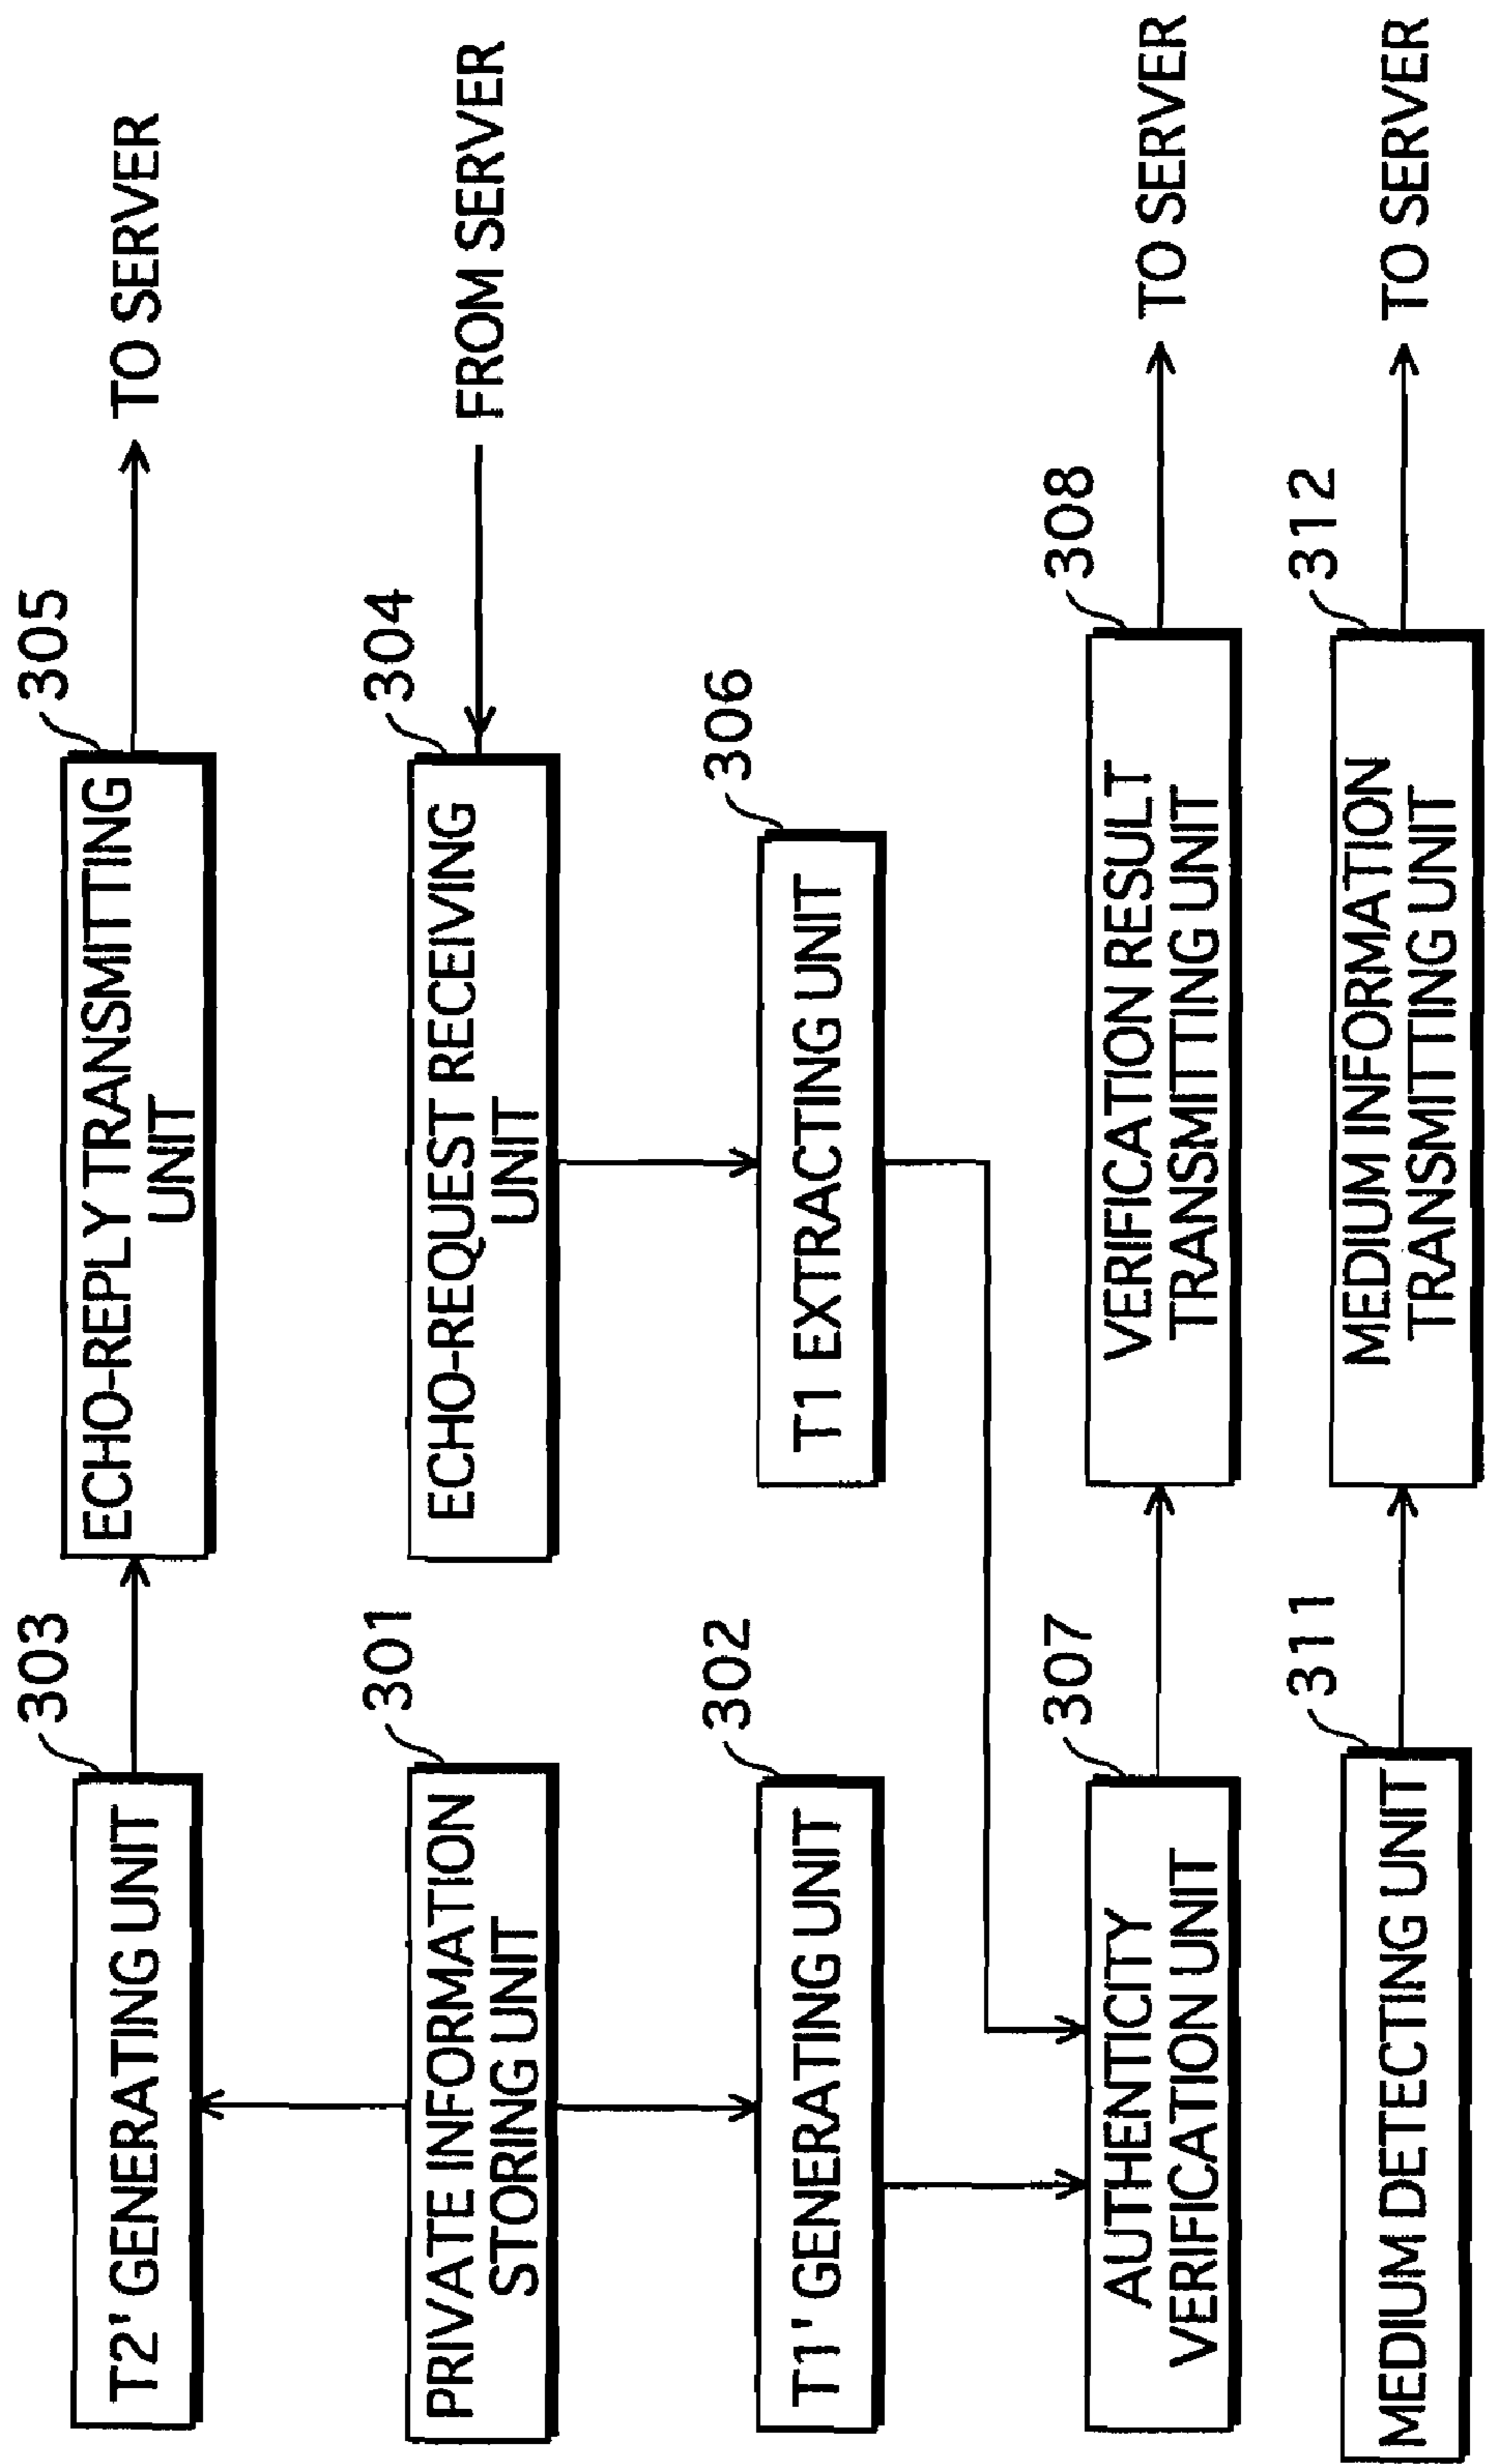 303
T2' GENERATING UNIT
305
ECHO-REPLY TRANSMITTING
UNIT
TO SERVER
301
PRIVATE INFORMATION
STORING UNIT
304
ECHO-REQUEST RECEIVING
UNIT
FROM SERVER
302
T1' GENERATING UNIT
306
T1 EXTRACTING UNIT
307
AUTHENTICITY
VERIFICATION UNIT
308
VERIFICATION RESULT
TRANSMITTING UNIT
TO SERVER
311
MEDIUM DETECTING UNIT
312
MEDIUM INFORMATION
TRANSMITTING UNIT
TO SERVER